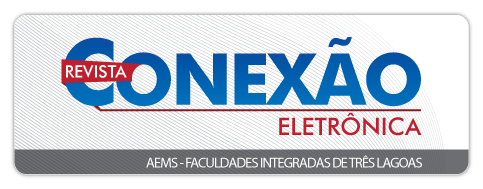 REVISTA
CONEXÃO
ELETRÔNICA
AEMS - FACULDADES INTEGRADAS DE TRÊS LAGOAS